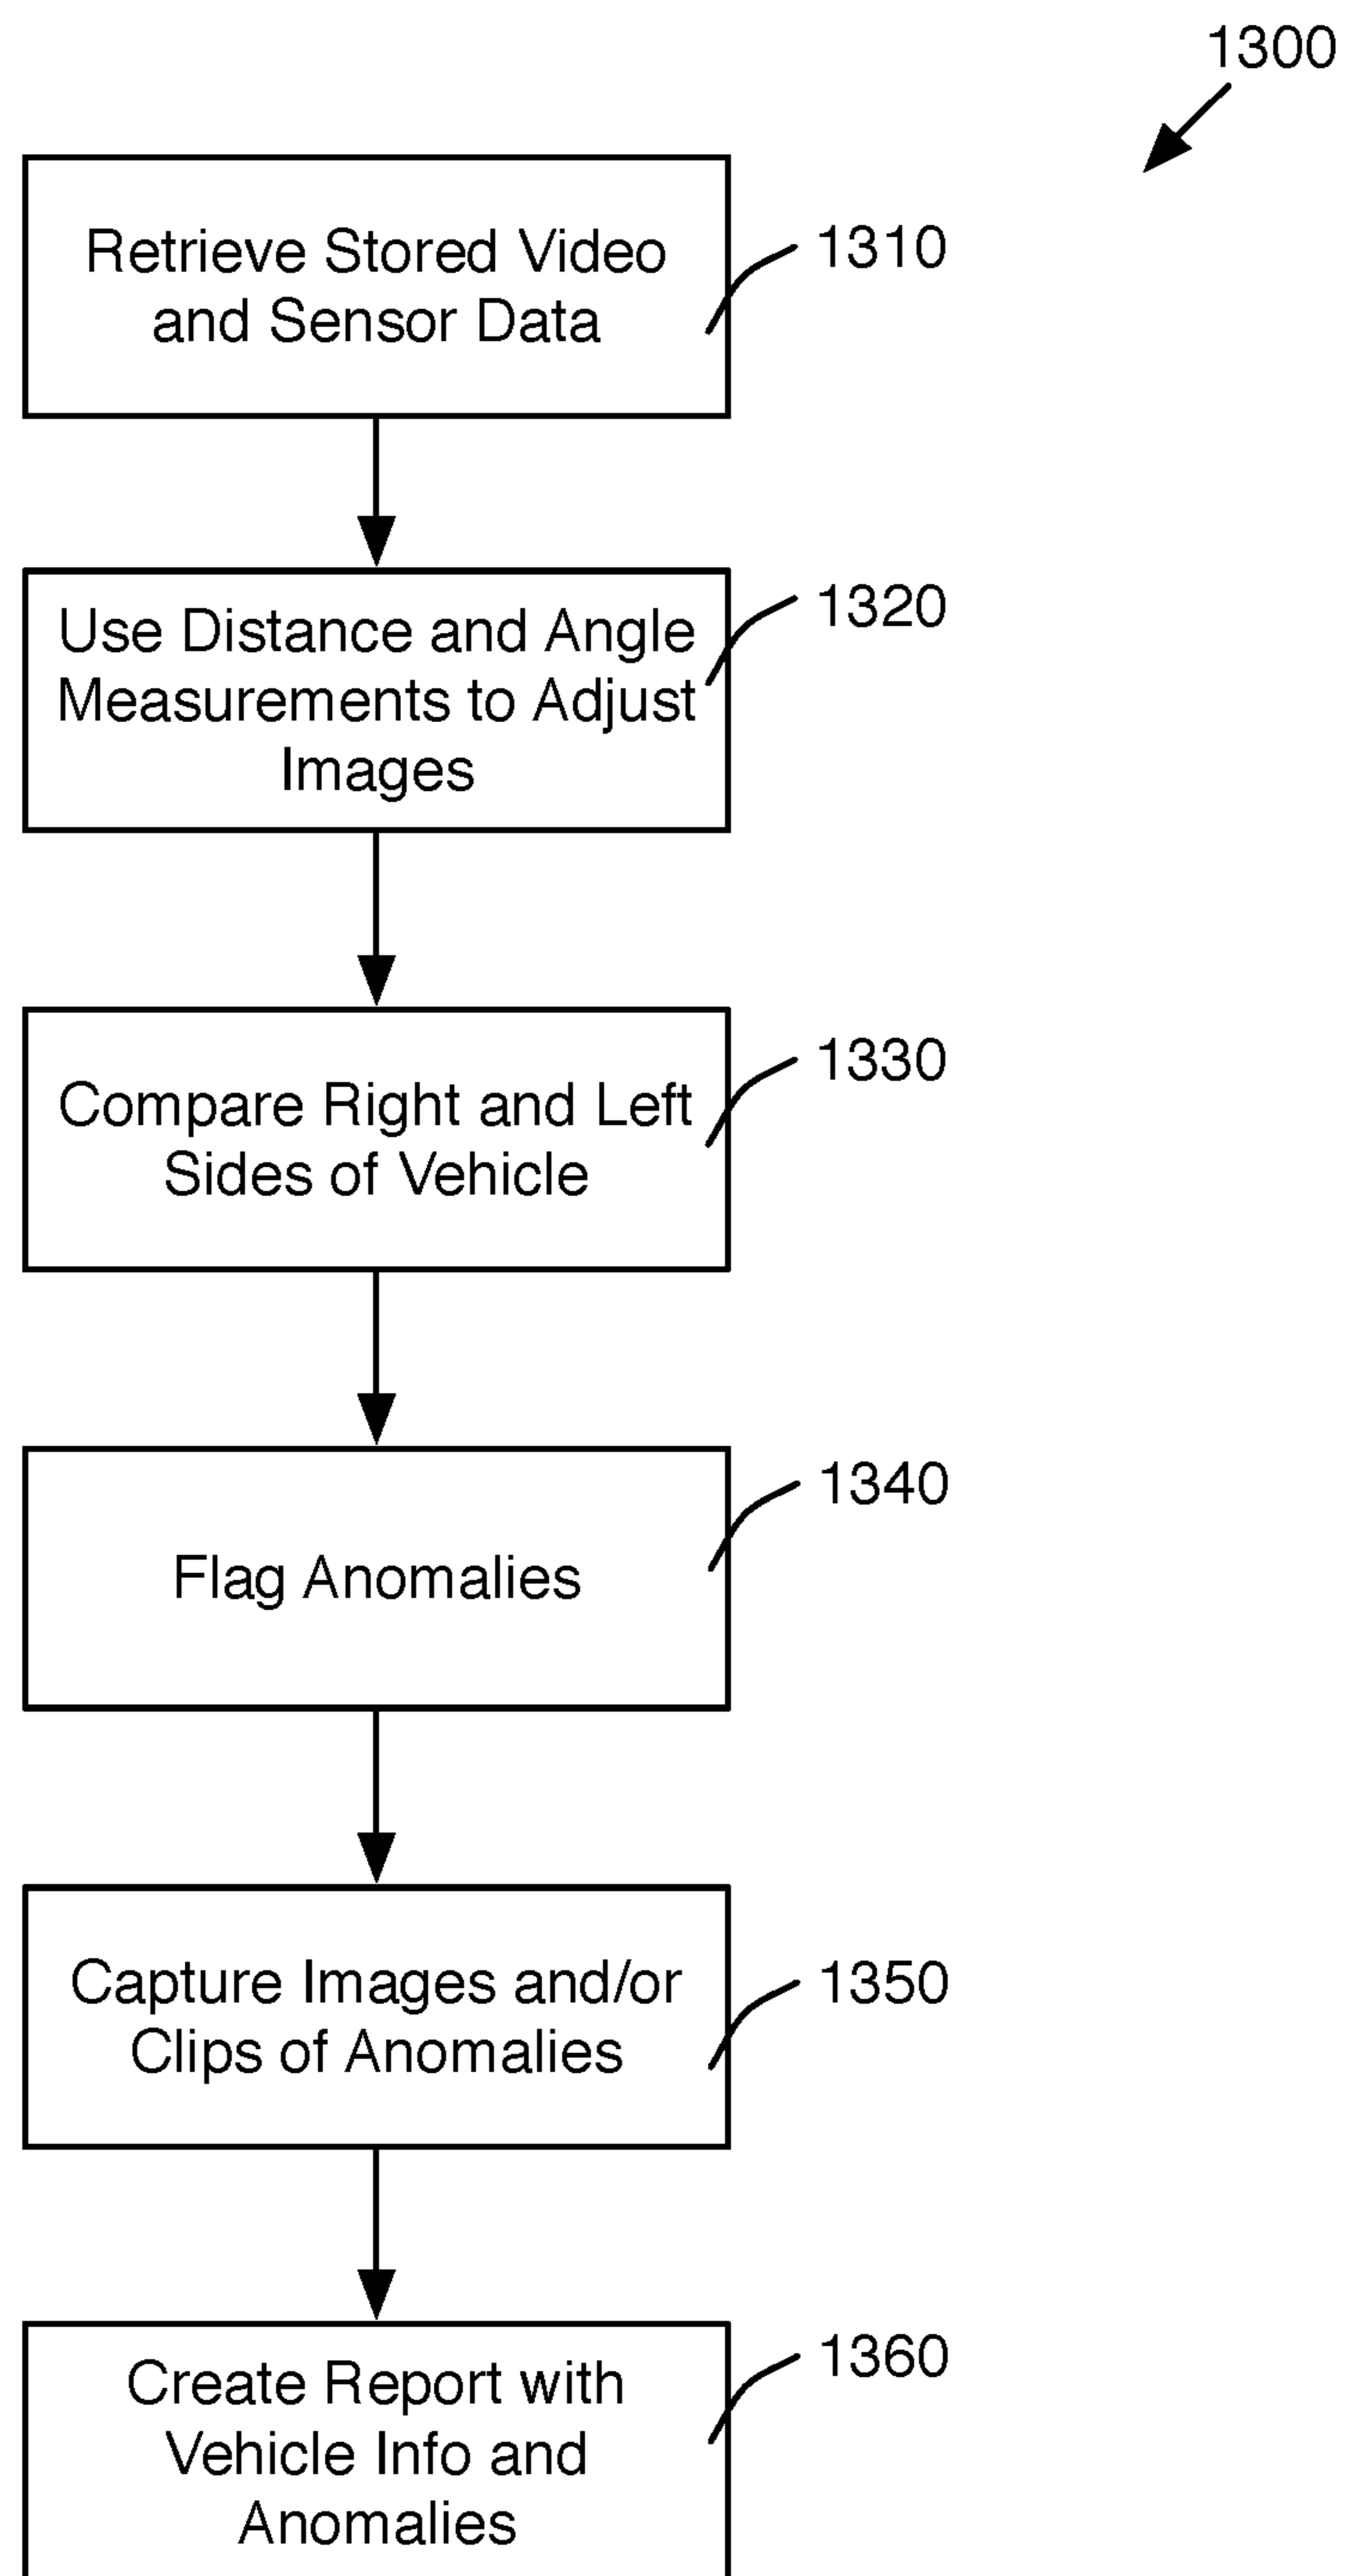 1300
Retrieve Stored Video
and Sensor Data
1310
Use Distance and Angle
Measurements to Adjust
Images
1320
Compare Right and Left
Sides of Vehicle
1330
Flag Anomalies
1340
Capture Images and/or
Clips of Anomalies
1350
Create Report with
Vehicle Info and
Anomalies
1360